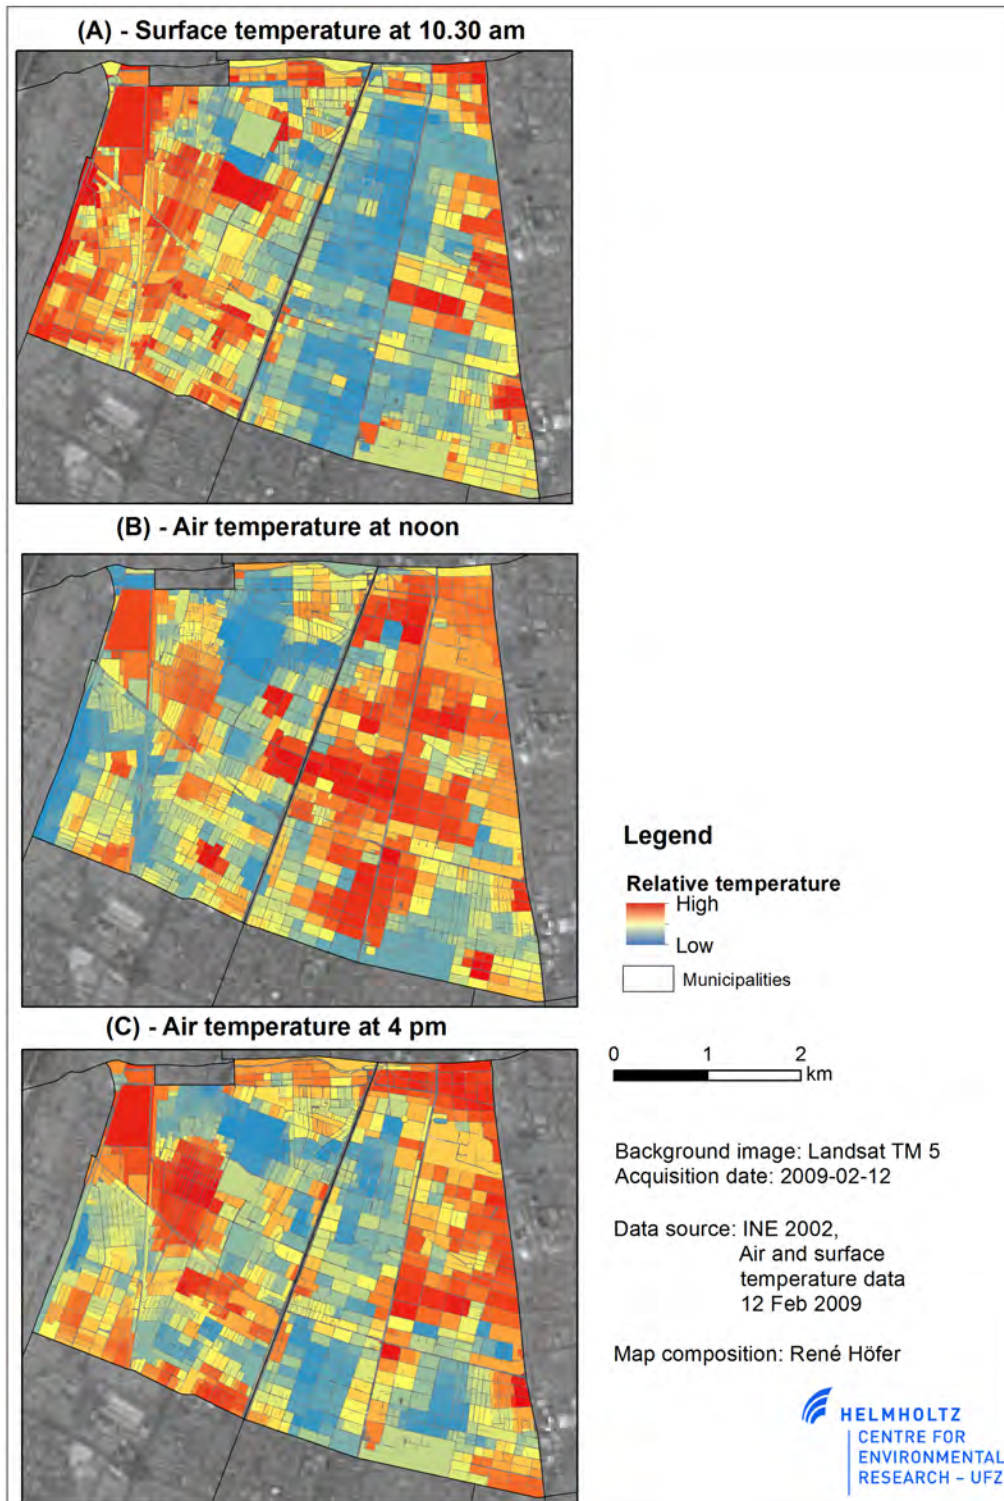 (A) - Surface temperature at 10.30 am
(B) - Air temperature at noon
(C) - Air temperature at 4 pm
Legend
Relative temperature
High
Low
Municipalities
0 1 2
km
Background image: Landsat TM 5
Acquisition date: 2009-02-12
Data source: INE 2002,
Air and surface
temperature data
12 Feb 2009
Map composition: René Höfer
HELMHOLTZ
CENTRE FOR
ENVIRONMENTAL
RESEARCH – UFZ